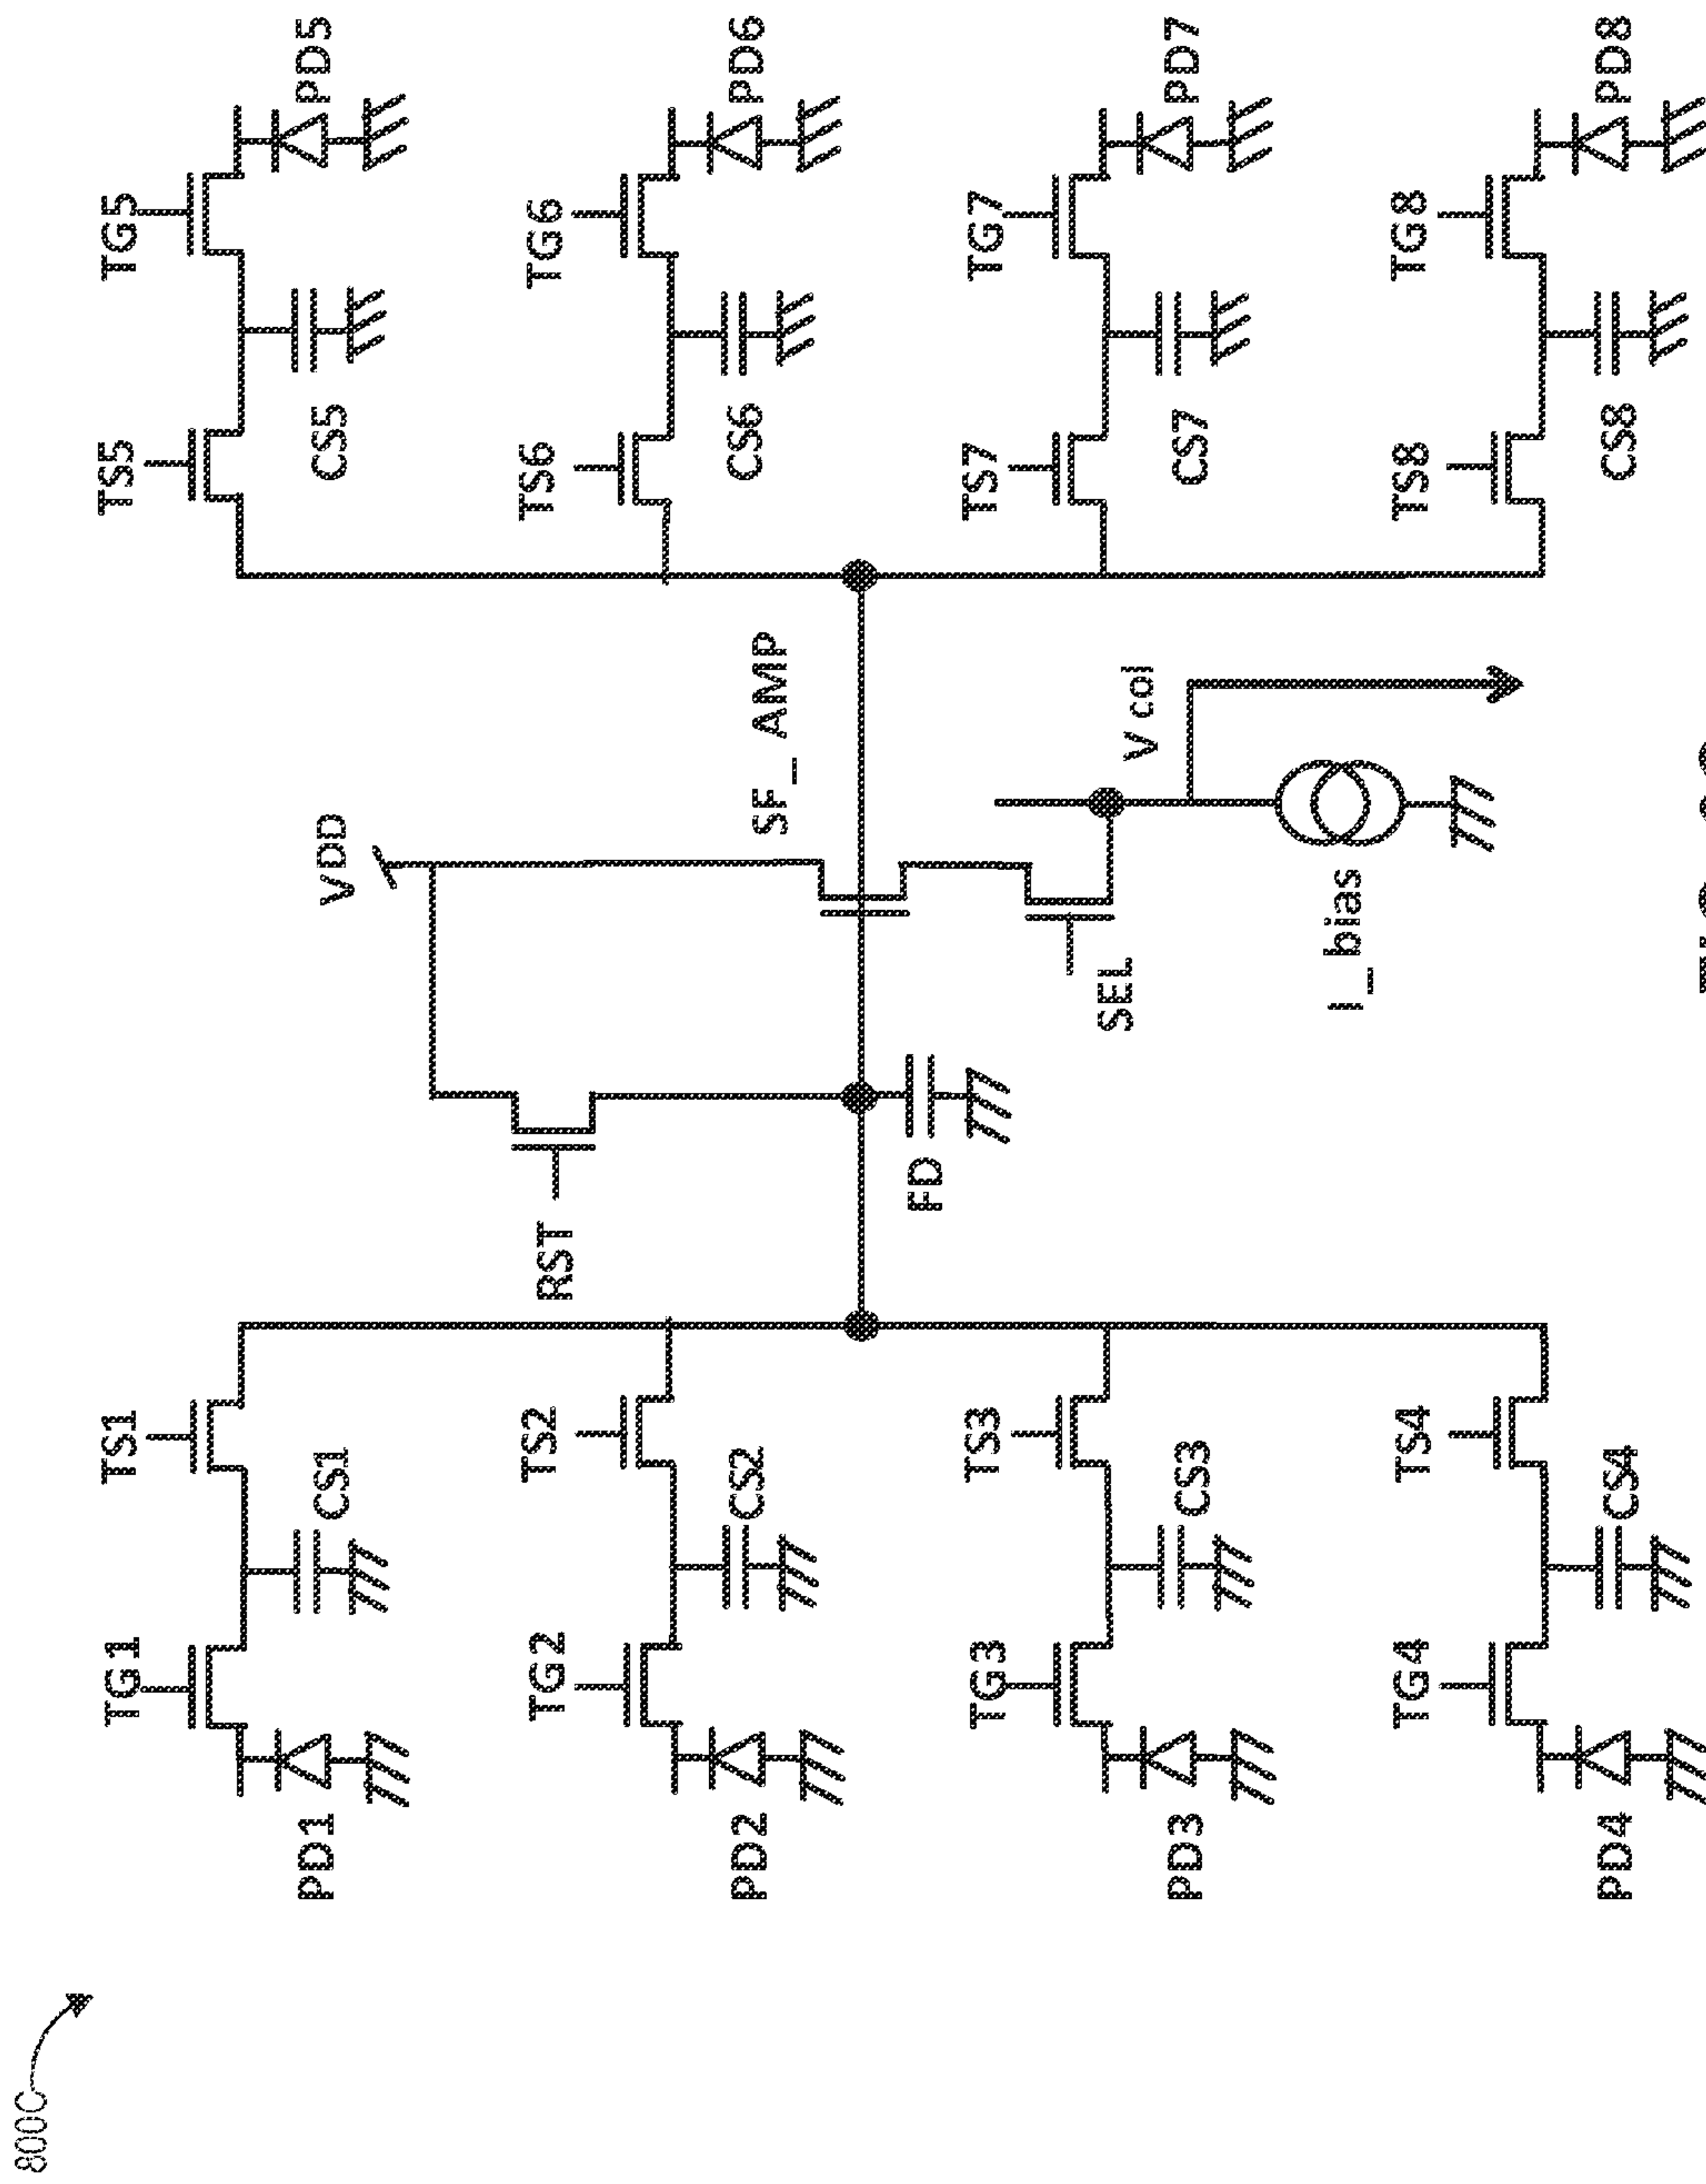 800C
TG1
TS1
PD1
CS1
TG2
TS2
PD2
CS2
TG3
TS3
PD3
CS3
TG4
TS4
PD4
CS4
RST
VDD
FD
SF_AMP
SEL
V col
I_bias
TS5
TG5
CS5
PD5
TS6
TG6
CS6
PD6
TS7
TG7
CS7
PD7
TS8
TG8
CS8
PD8